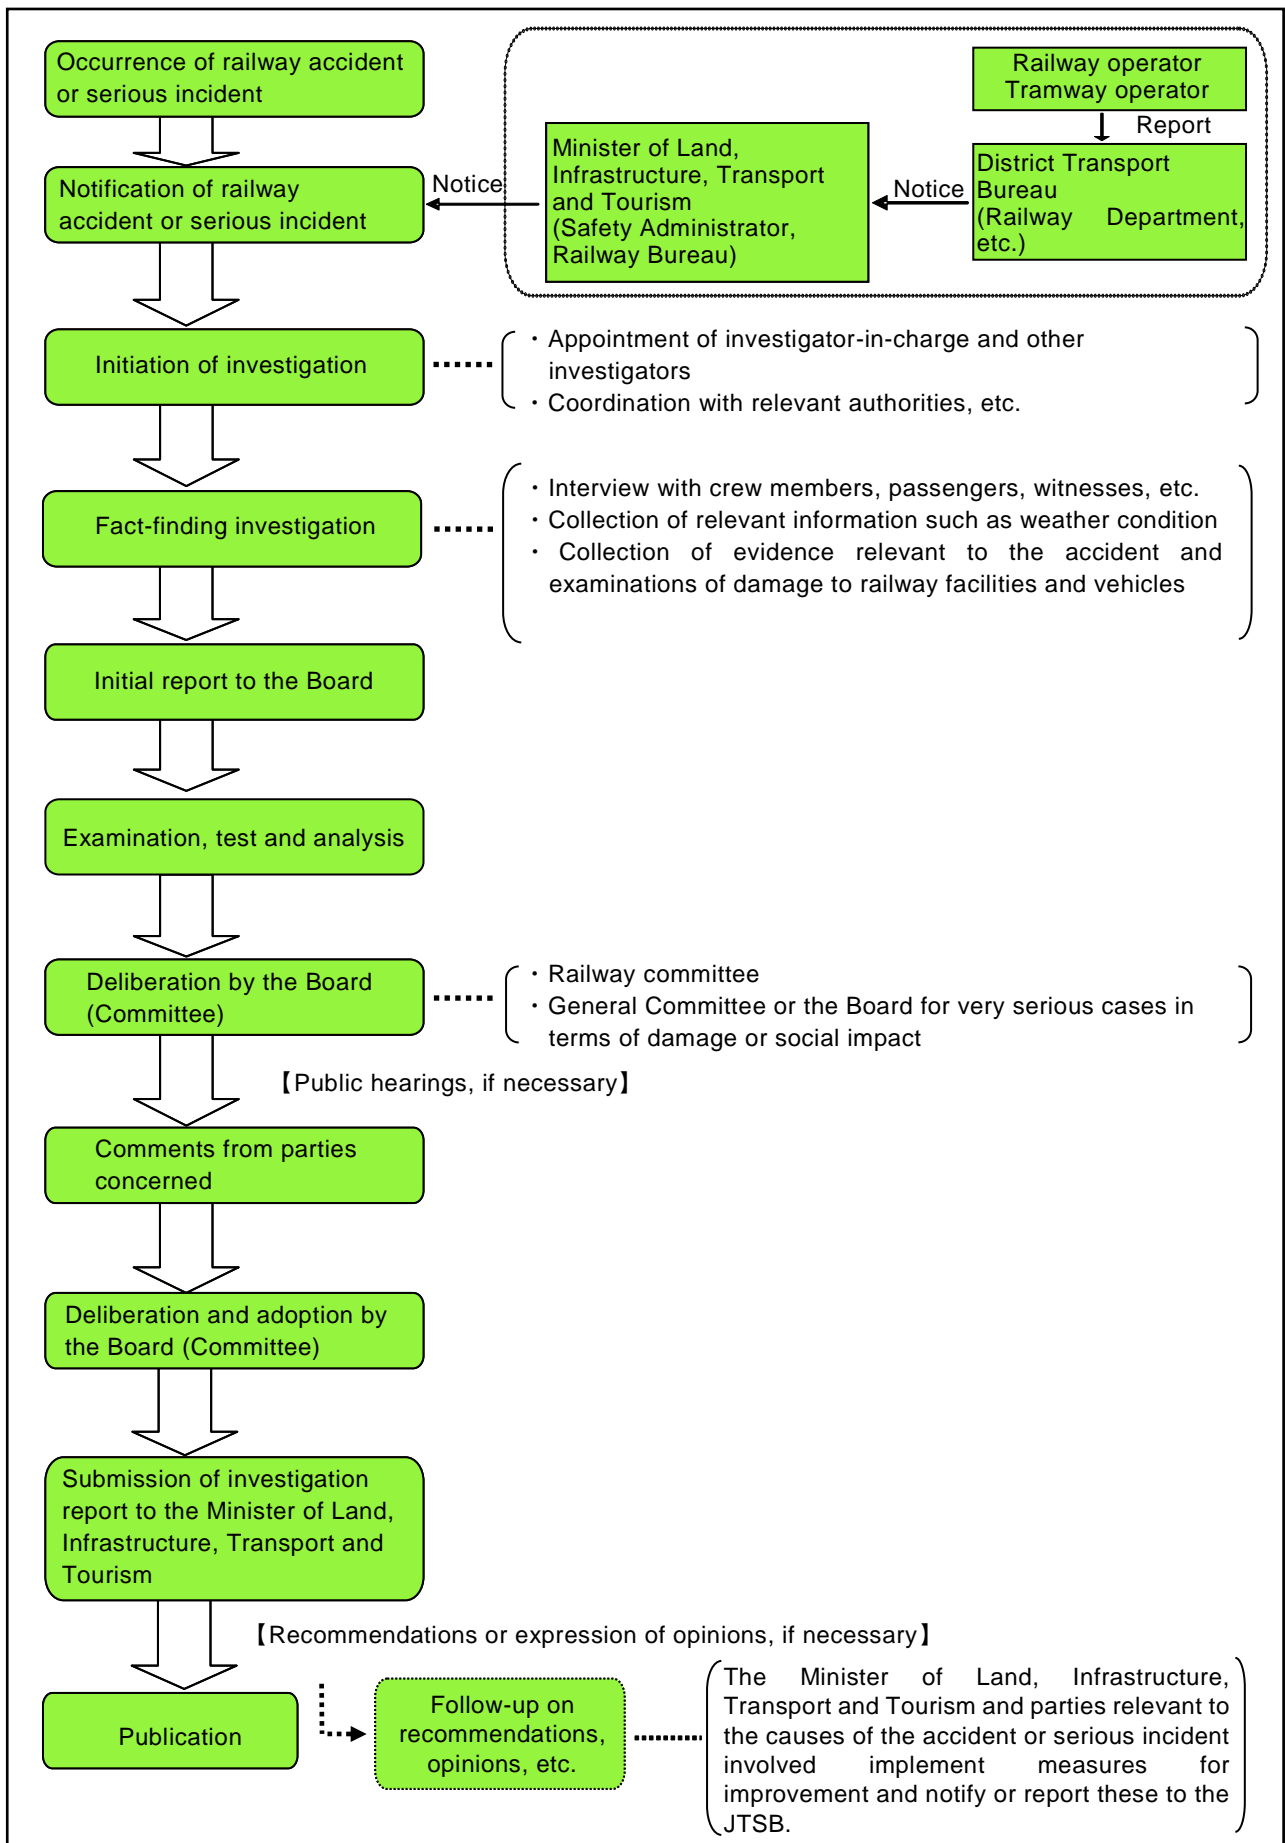 Occurrence of railway accident
or serious incident
Railway operator
Tramway operator
Report
Minister of Land,
Infrastructure, Transport
and Tourism
(Safety Administrator,
Railway Bureau)
District Transport
Bureau
(Railway Department,
etc.)
Notice
Notice
Notification of railway
accident or serious incident
Initiation of investigation
・Appointment of investigator-in-charge and other
investigators
・Coordination with relevant authorities, etc.
Fact-finding investigation
・Interview with crew members, passengers, witnesses, etc.
・Collection of relevant information such as weather condition
・Collection of evidence relevant to the accident and
examinations of damage to railway facilities and vehicles
Initial report to the Board
Examination, test and analysis
Deliberation by the Board
(Committee)
・Railway committee
・General Committee or the Board for very serious cases in
terms of damage or social impact
【Public hearings, if necessary】
Comments from parties
concerned
Deliberation and adoption by
the Board (Committee)
Submission of investigation
report to the Minister of Land,
Infrastructure, Transport and
Tourism
【Recommendations or expression of opinions, if necessary】
Publication
Follow-up on
recommendations,
opinions, etc.
The Minister of Land, Infrastructure,
Transport and Tourism and parties relevant to
the causes of the accident or serious incident
involved implement measures for
improvement and notify or report these to the
JTSB.